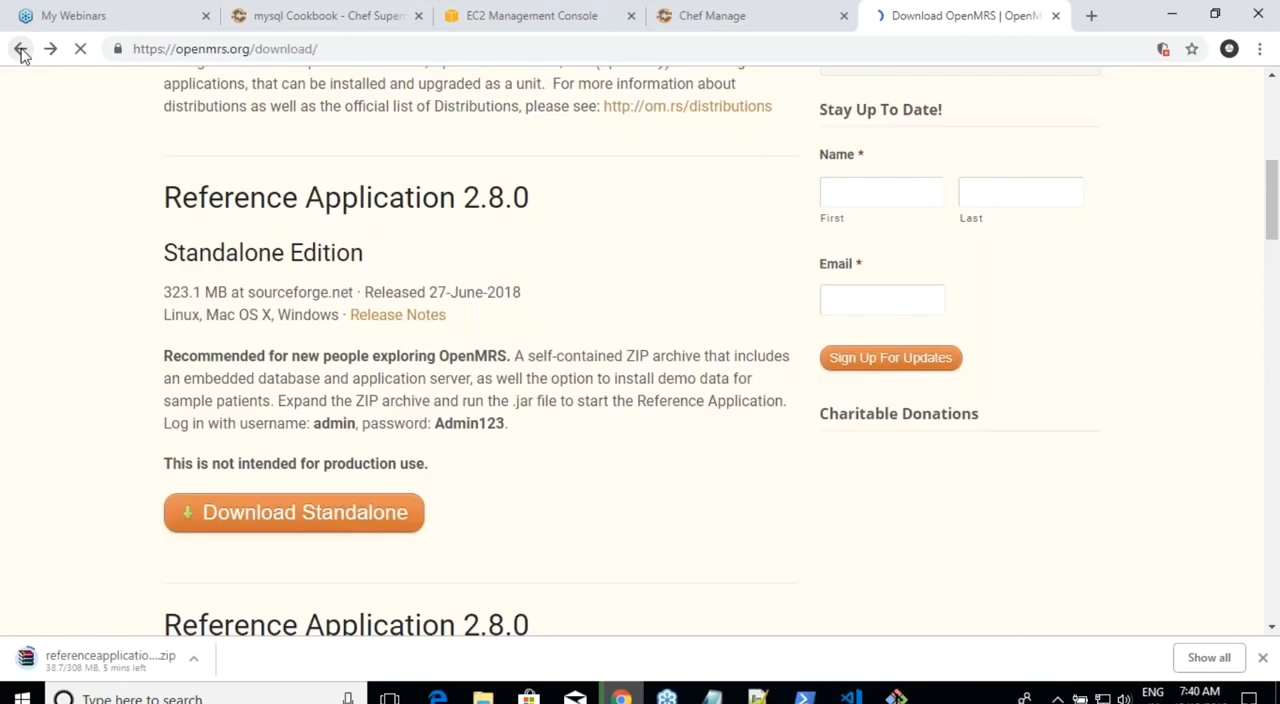 My Webinars
mysql Cookbook - Chef Super
EC2 Management Console
Chef Manage
Download OpenMRS | OpenM
https://openmrs.org/download/
applications, that can be installed and upgraded as a unit. For more information about
distributions as well as the official list of Distributions, please see: http://om.rs/distributions
Reference Application 2.8.0
Standalone Edition
323.1 MB at sourceforge.net · Released 27-June-2018
Linux, Mac OS X, Windows · Release Notes
Recommended for new people exploring OpenMRS. A self-contained ZIP archive that includes
an embedded database and application server, as well the option to install demo data for
sample patients. Expand the ZIP archive and run the .jar file to start the Reference Application.
Log in with username: admin, password: Admin123.
This is not intended for production use.
Download Standalone
Reference Application 2.8.0
Stay Up To Date!
Name *
First
Last
Email *
Sign Up For Updates
Charitable Donations
referenceapplicatio....zip
38.7/308 MB, 5 mins left
Show all
Type here to search
ENG
7:40 AM